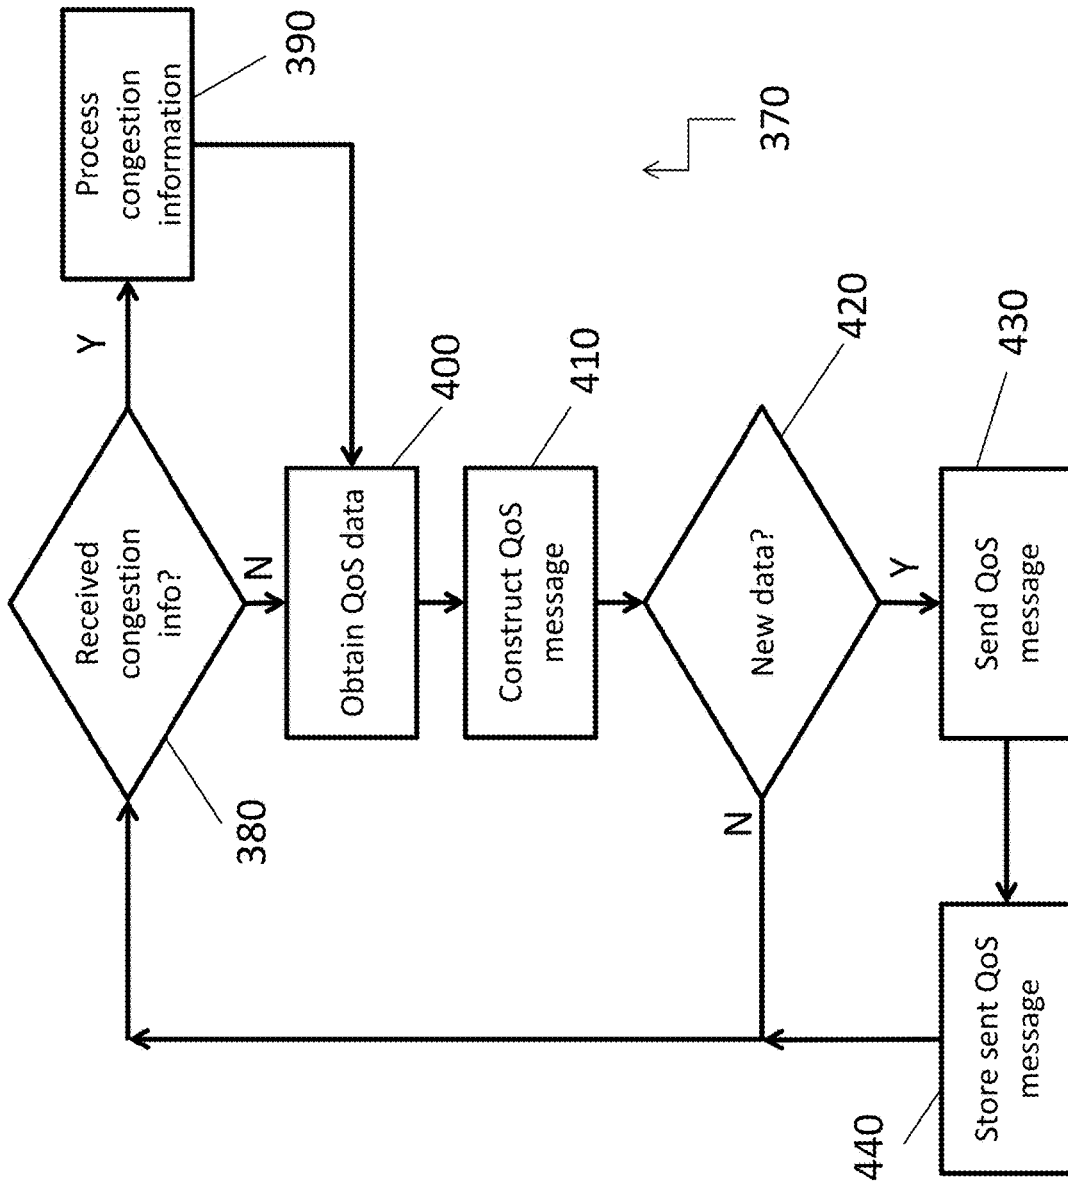 Received
congestion
info?
380
Y
Process
congestion
information
390
N
Obtain QoS data
400
Construct QoS
message
410
370
New data?
420
N
Y
Send QoS
message
430
Store sent QoS
message
440